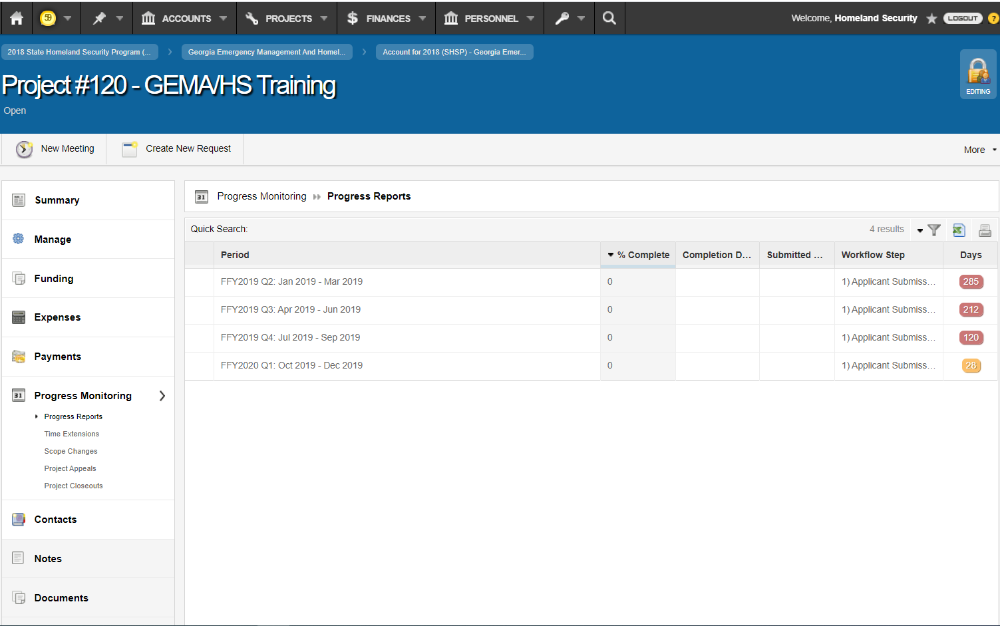 59 ACCOUNTS PROJECTS $ FINANCES PERSONNEL Welcome, Homeland Security LOGOUT ?
2018 State Homeland Security Program (... Georgia Emergency Management And Homel... Account for 2018 (SHSP) - Georgia Emer...
Project #120 - GEMA/HS Training
EDITING
Open
New Meeting Create New Request More
Summary
Manage
Funding
Expenses
Payments
31 Progress Monitoring
Progress Reports
Time Extensions
Scope Changes
Project Appeals
Project Closeouts
Contacts
Notes
Documents
31 Progress Monitoring Progress Reports
Quick Search: 4 results
Period % Complete Completion D... Submitted ... Workflow Step Days
FFY2019 Q2: Jan 2019 - Mar 2019 0 1) Applicant Submiss... 285
FFY2019 Q3: Apr 2019 - Jun 2019 0 1) Applicant Submiss... 212
FFY2019 Q4: Jul 2019 - Sep 2019 0 1) Applicant Submiss... 120
FFY2020 Q1: Oct 2019 - Dec 2019 0 1) Applicant Submiss... 28